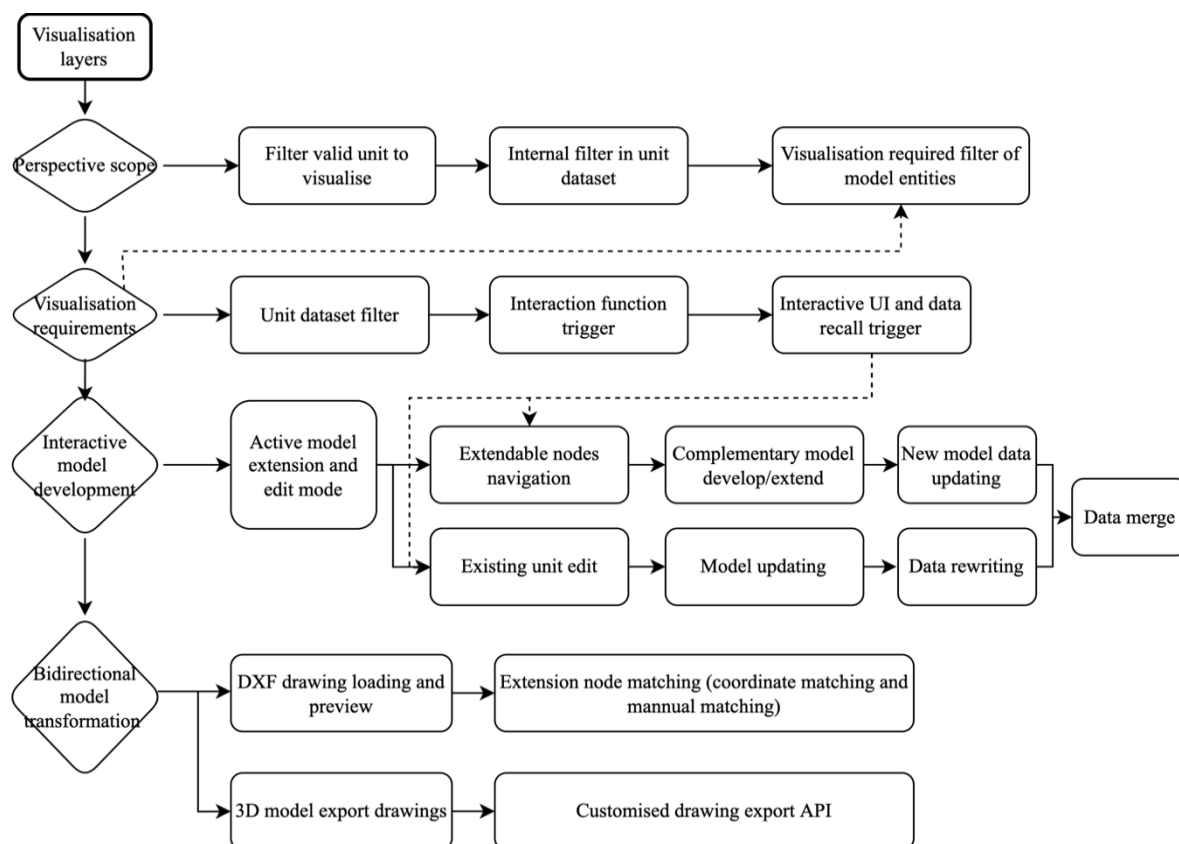 Visualisation
layers
Perspective scope
Filter valid unit to
visualise
Internal filter in unit
dataset
Visualisation required filter of
model entities
Visualisation
requirements
Unit dataset filter
Interaction function
trigger
Interactive UI and data
recall trigger
Interactive
model
development
Active model
extension and
edit mode
Extendable nodes
navigation
Complementary model
develop/extend
New model data
updating
Existing unit edit
Model updating
Data rewriting
Data merge
Bidirectional
model
transformation
DXF drawing loading and
preview
Extension node matching (coordinate matching and
mannual matching)
3D model export drawings
Customised drawing export API